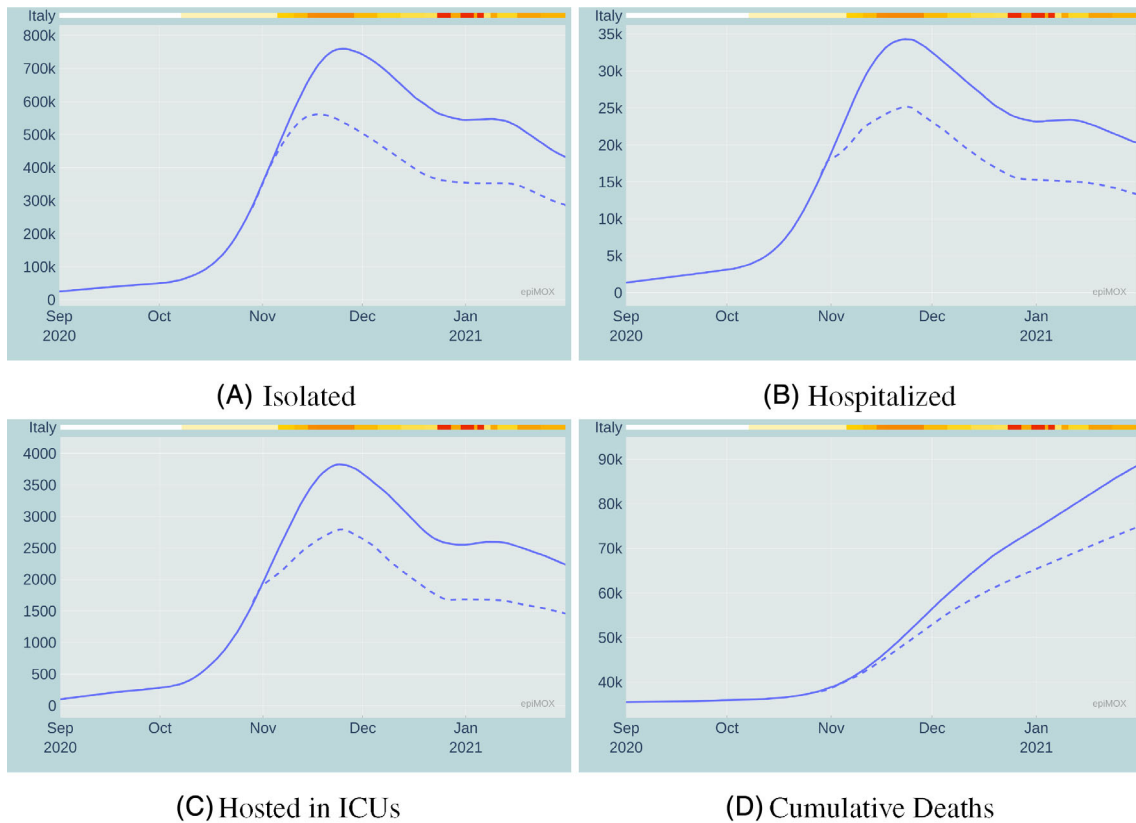 Italy
800k
700k
600k
500k
400k
300k
200k
100k
0
epiMOX
Sep Oct Nov Dec Jan
2020 2021
(A) Isolated
Italy
35k
30k
25k
20k
15k
10k
5k
0
epiMOX
Sep Oct Nov Dec Jan
2020 2021
(B) Hospitalized
Italy
4000
3500
3000
2500
2000
1500
1000
500
0
epiMOX
Sep Oct Nov Dec Jan
2020 2021
(C) Hosted in ICUs
Italy
90k
80k
70k
60k
50k
40k
epiMOX
Sep Oct Nov Dec Jan
2020 2021
(D) Cumulative Deaths